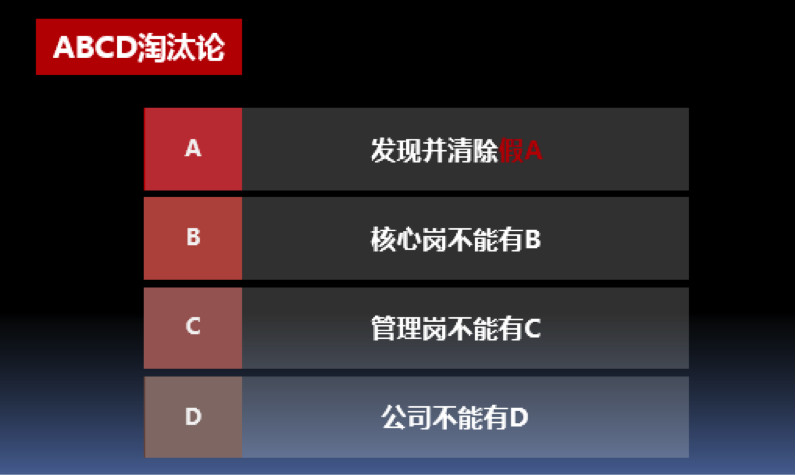 ABCD淘汰论
A
发现并清除假A
B
核心岗不能有B
C
管理岗不能有C
D
公司不能有D